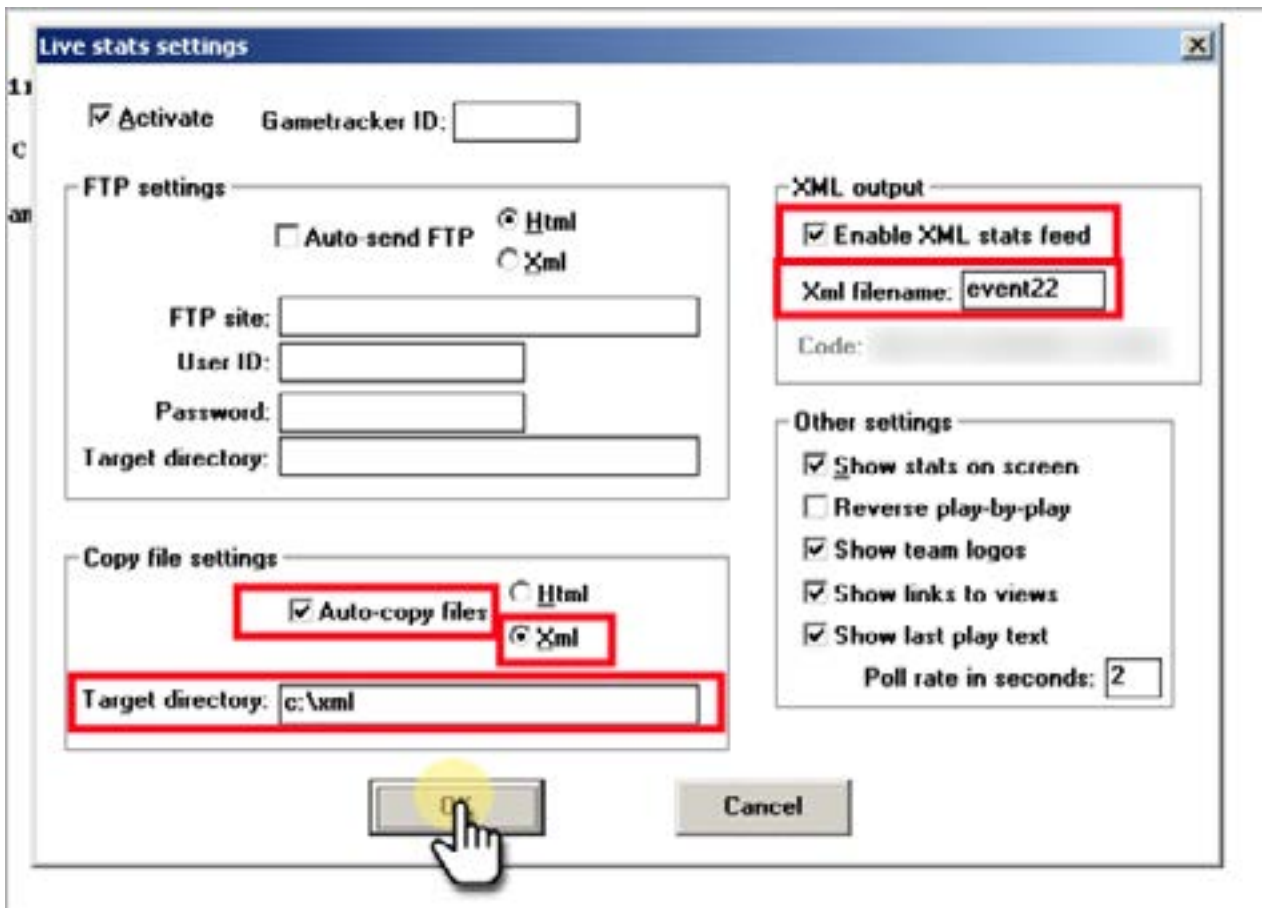 Live stats settings
Activate Gametracker ID:
FTP settings
Auto-send FTP
Html
Xml
FTP site:
User ID:
Password:
Target directory:
XML output
Enable XML stats feed
Xml filename: event22
Code:
Copy file settings
Auto-copy files
Html
Xml
Target directory: c:\xml
Other settings
Show stats on screen
Reverse play-by-play
Show team logos
Show links to views
Show last play text
Poll rate in seconds: 2
OK
Cancel